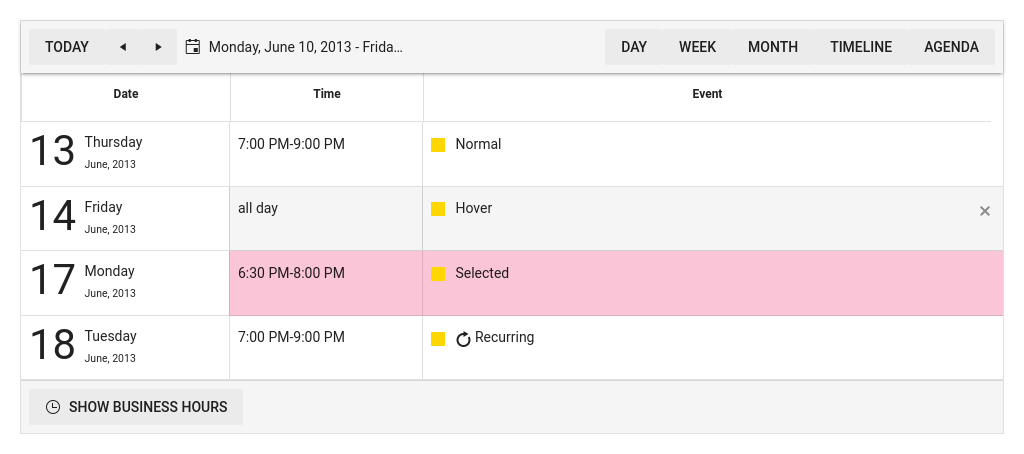 TODAY Monday, June 10, 2013 - Frida... DAY WEEK MONTH TIMELINE AGENDA
Date Time Event
13 Thursday 7:00 PM-9:00 PM Normal
June, 2013
14 Friday all day Hover
June, 2013
17 Monday 6:30 PM-8:00 PM Selected
June, 2013
18 Tuesday 7:00 PM-9:00 PM Recurring
June, 2013
SHOW BUSINESS HOURS